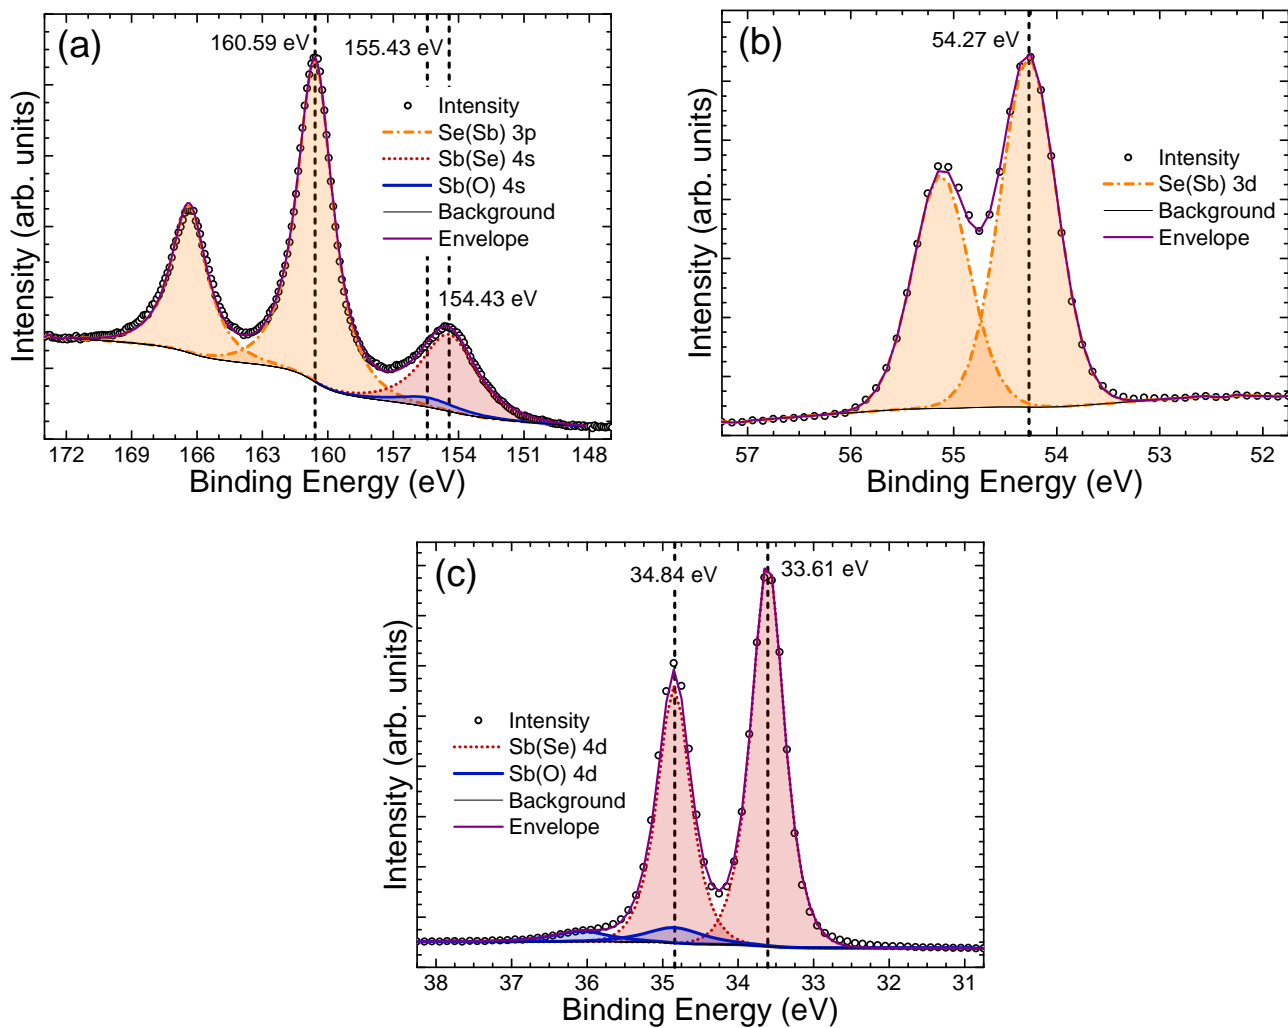 (a)
160.59 eV
155.43 eV
Intensity
Se(Sb) 3p
Sb(Se) 4s
Sb(O) 4s
Background
Envelope
154.43 eV
Intensity (arb. units)
172 169 166 163 160 157 154 151 148
Binding Energy (eV)
(b)
54.27 eV
Intensity
Se(Sb) 3d
Background
Envelope
Intensity (arb. units)
57 56 55 54 53 52
Binding Energy (eV)
(c)
34.84 eV
33.61 eV
Intensity
Sb(Se) 4d
Sb(O) 4d
Background
Envelope
Intensity (arb. units)
38 37 36 35 34 33 32 31
Binding Energy (eV)